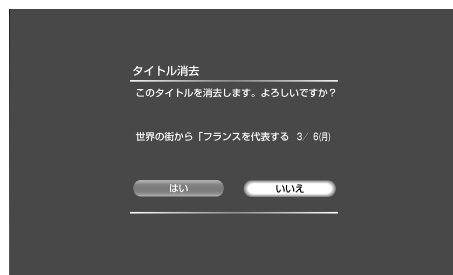 タイトル消去
このタイトルを消去します。よろしいですか？
世界の街から「フランスを代表する 3/ 6(月)
はい
いいえ